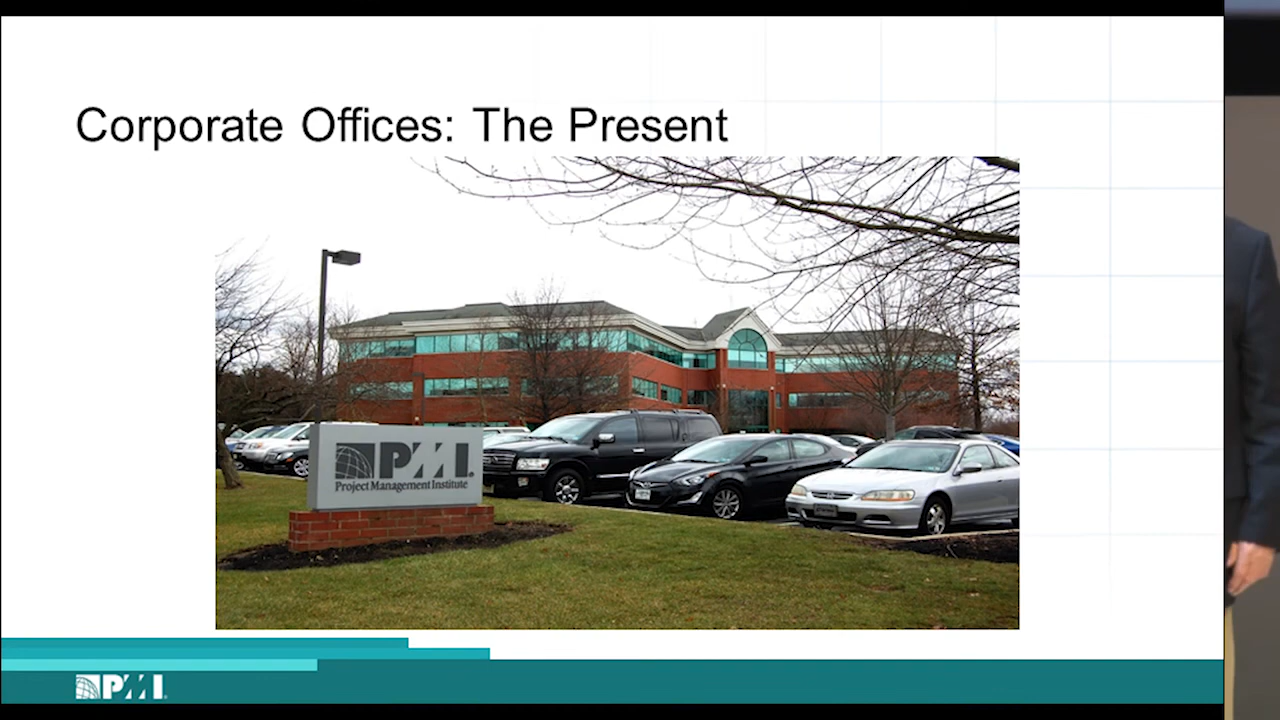 Corporate Offices: The Present
PMI®
Project Management Institute
PMI